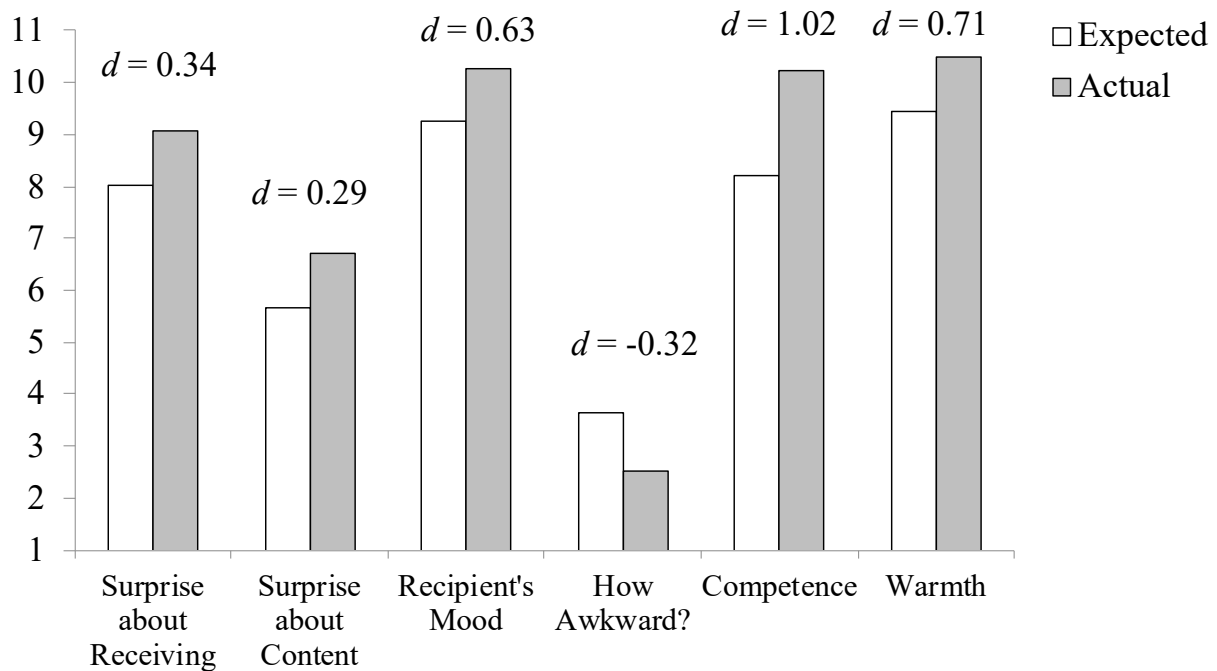 11
10
9
8
7
6
5
4
3
2
1
d = 0.34
d = 0.29
d = 0.63
d = -0.32
d = 1.02
d = 0.71
Expected
Actual
Surprise
about
Receiving
Surprise
about
Content
Recipient's
Mood
How
Awkward?
Competence
Warmth